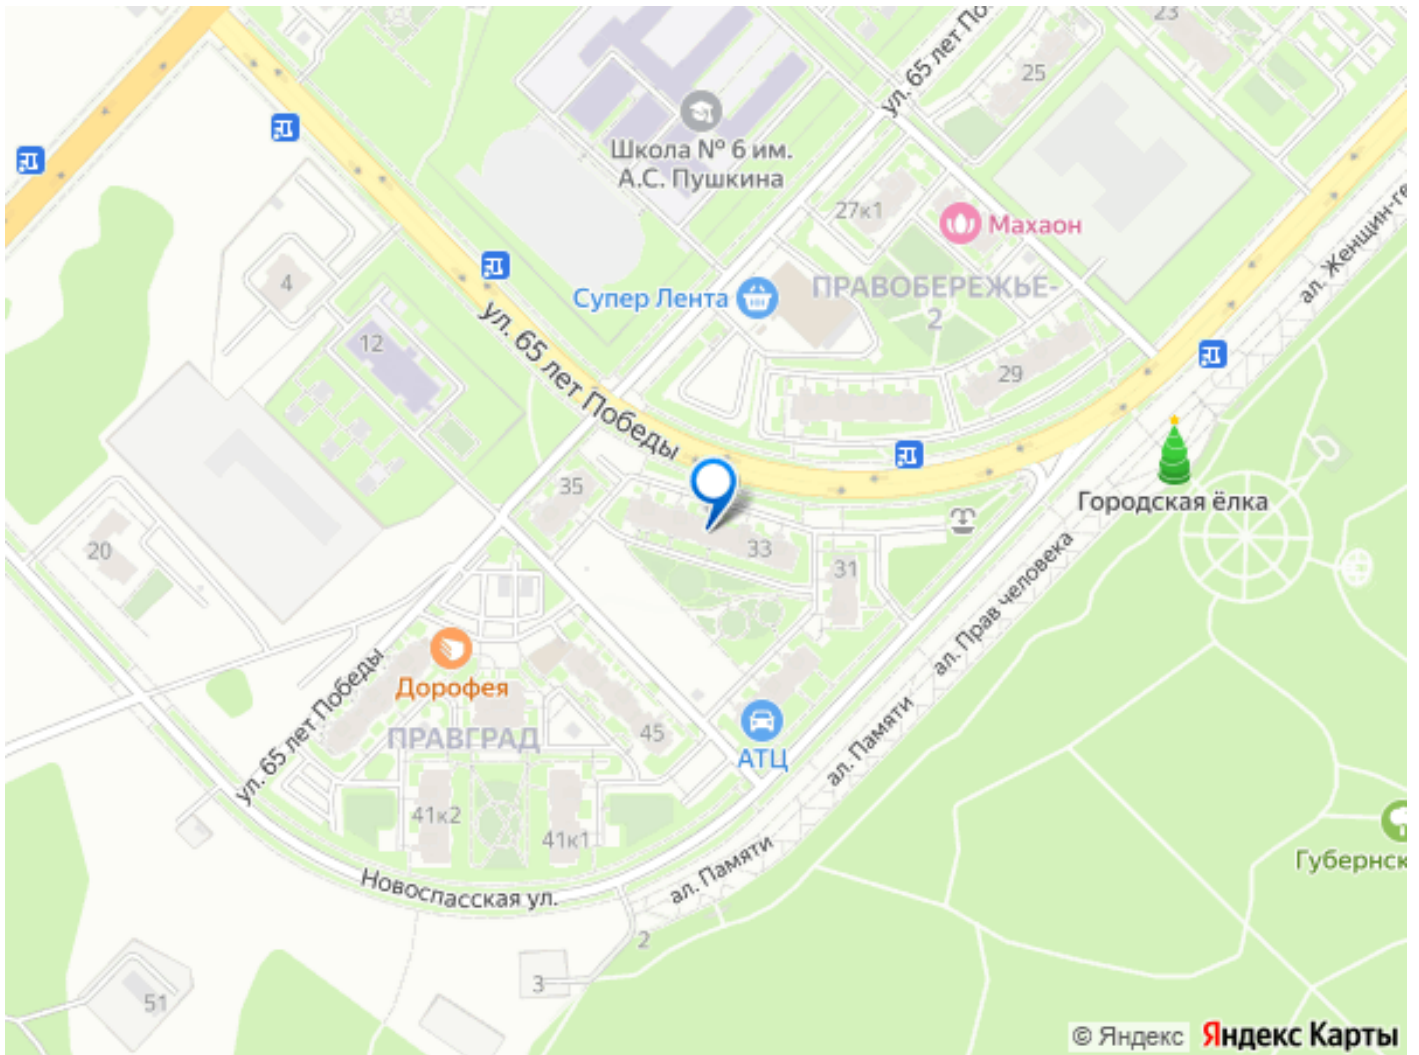 23
ул. 65 лет По
25
Школа № 6 им.
А.С. Пушкина
27к1
Махаон
ал. Женщин-ге
4
Супер Лента
ПРАВОБЕРЕЖЬЕ-
2
12
ул. 65 лет Победы
29
35
Городская ёлка
20
33
31
ал. Прав человека
Дорофея
ул. 65 лет Победы
ПРАВГРАД
45
АТЦ
ал. Памяти
41к2
41к1
Губернск
ал. Памяти
Новоспасская ул.
2
3
51
© Яндекс Яндекс Карты